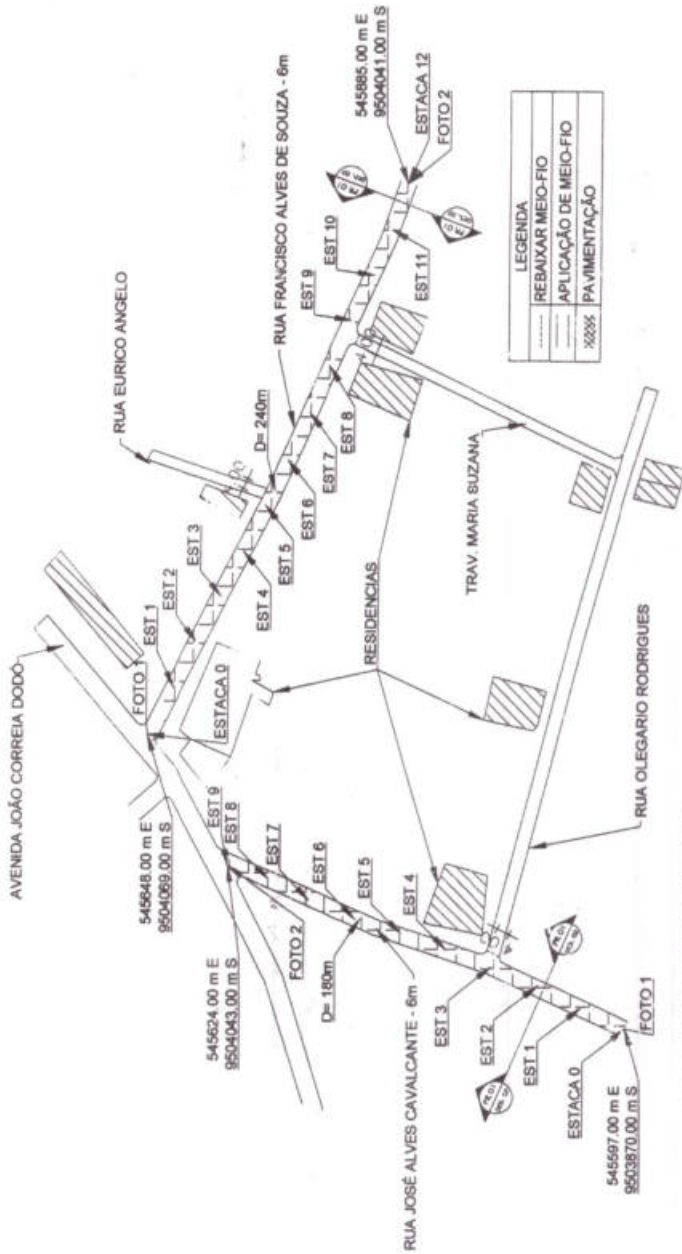 AVENIDA JOÃO CORREIA DODÓ
RUA EURICO ANGELO
FOTO 1
EST 1
EST 2
EST 3
ESTACA 0
EST 4
EST 5
D= 240m
EST 6
EST 7
EST 8
RUA FRANCISCO ALVES DE SOUZA - 6m
EST 9
EST 10
EST 11
545885.00 m E
9504041.00 m S
ESTACA 12
FOTO 2
545648.00 m E
9504069.00 m S
545624.00 m E
9504043.00 m S
EST 9
EST 8
EST 7
EST 6
EST 5
EST 4
FOTO 2
D= 180m
RUA JOSÉ ALVES CAVALCANTE - 6m
EST 3
EST 2
EST 1
ESTACA 0
545597.00 m E
9503870.00 m S
FOTO 1
RESIDENCIAS
TRAV. MARIA SUZANA
RUA OLEGARIO RODRIGUES
LEGENDA
REBAIXAR MEIO-FIO
APLICAÇÃO DE MEIO-FIO
PAVIMENTAÇÃO